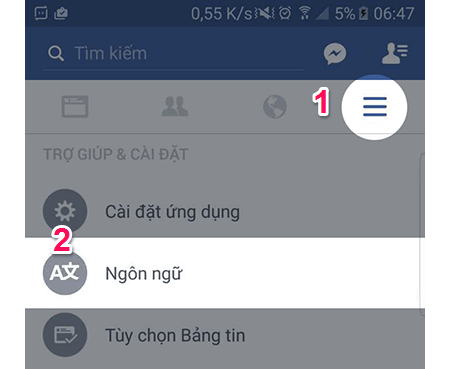 0,55 K/s 5% 06:47
Tìm kiếm
1
TRỢ GIÚP & CÀI ĐẶT
Cài đặt ứng dụng
2
A文 Ngôn ngữ
Tùy chọn Bảng tin